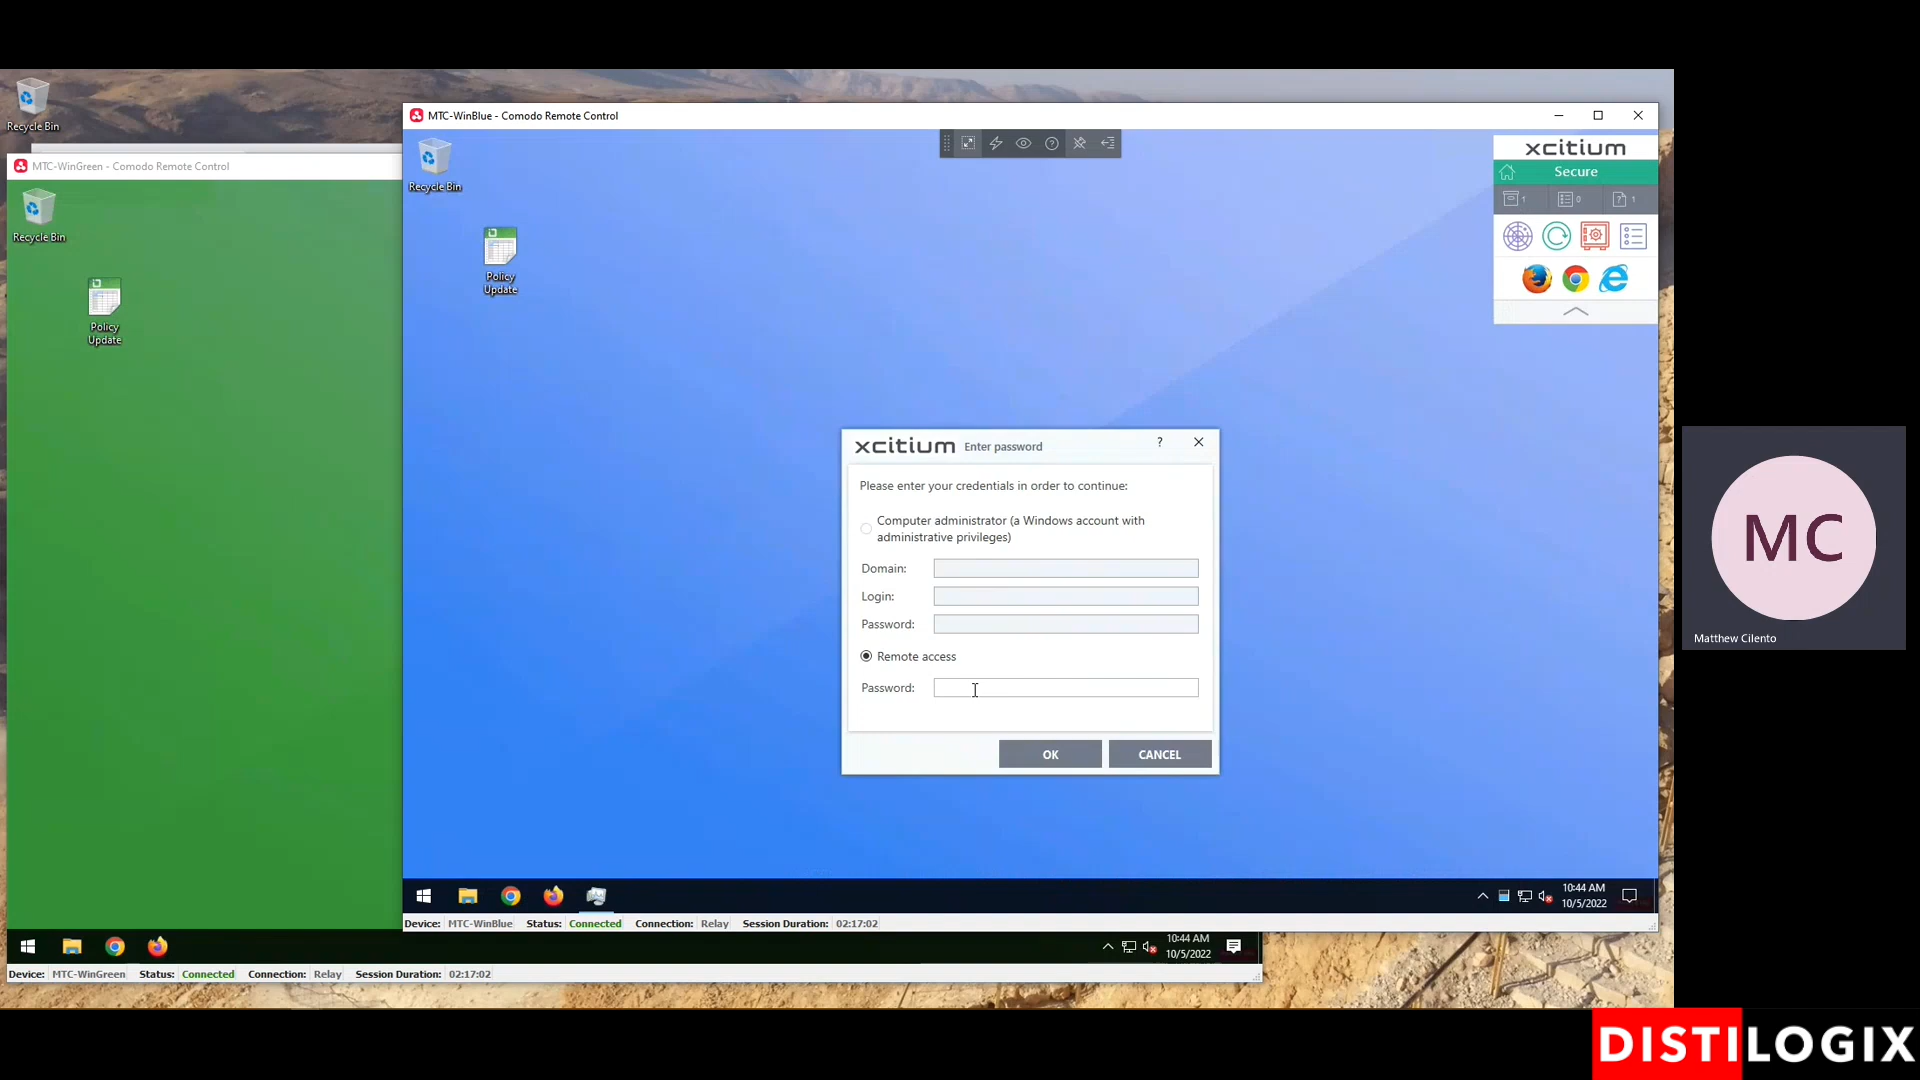 Recycle Bin
MTC-WinGreen - Comodo Remote Control
Recycle Bin
Policy
Update
MTC-WinBlue - Comodo Remote Control
Recycle Bin
Policy
Update
xcitium
Secure
1
0
1
xcitium Enter password
?
Please enter your credentials in order to continue:
Computer administrator (a Windows account with
administrative privileges)
Domain:
Login:
Password:
Remote access
Password:
OK
CANCEL
10:44 AM
10/5/2022
Device: MTC-WinBlue Status: Connected Connection: Relay Session Duration: 02:17:02
10:44 AM
10/5/2022
Device: MTC-WinGreen Status: Connected Connection: Relay Session Duration: 02:17:02
MC
Matthew Cilento
DISTILOGIX